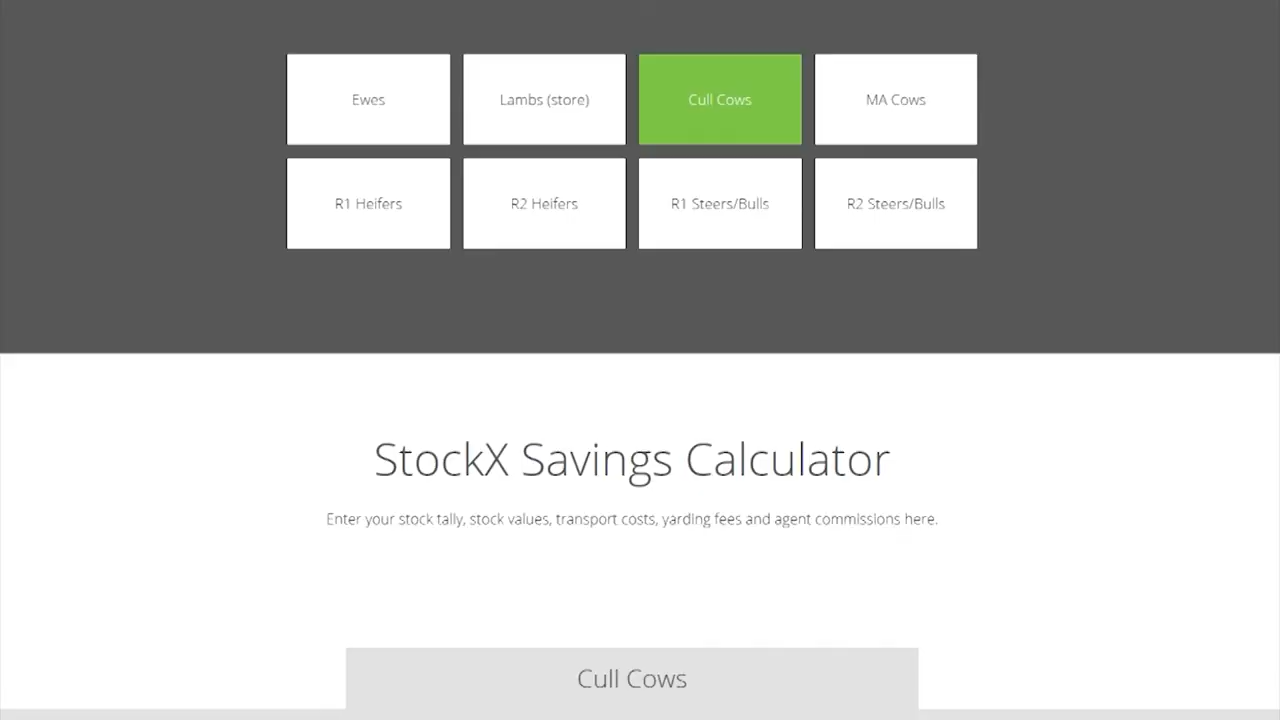 Ewes
Lambs (store)
Cull Cows
MA Cows
R1 Heifers
R2 Heifers
R1 Steers/Bulls
R2 Steers/Bulls
StockX Savings Calculator
Enter your stock tally, stock values, transport costs, yarding fees and agent commissions here.
Cull Cows